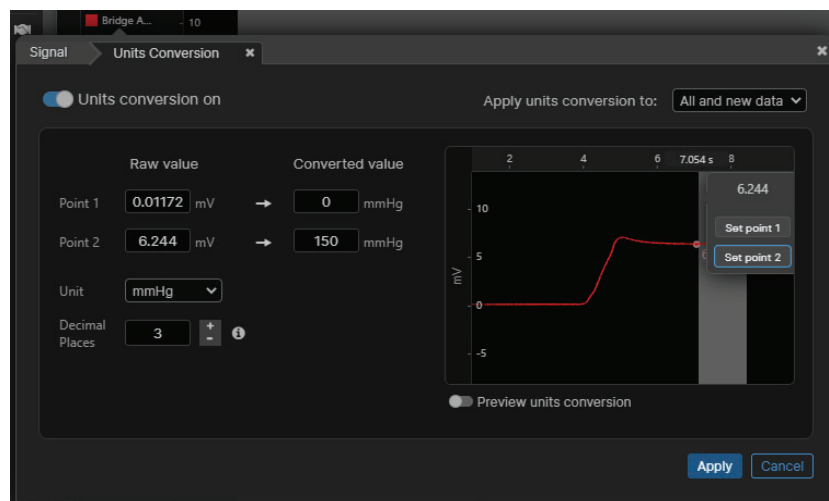 Bridge A... - 10
Signal Units Conversion ×
Units conversion on
Apply units conversion to: All and new data
Raw value Converted value
Point 1 0.01172 mV → 0 mmHg
Point 2 6.244 mV → 150 mmHg
Unit mmHg
Decimal Places 3 + -
2 4 6 7.054 s 8
6.244
Set point 1
Set point 2
10
5
0
-5
mV
Preview units conversion
Apply Cancel